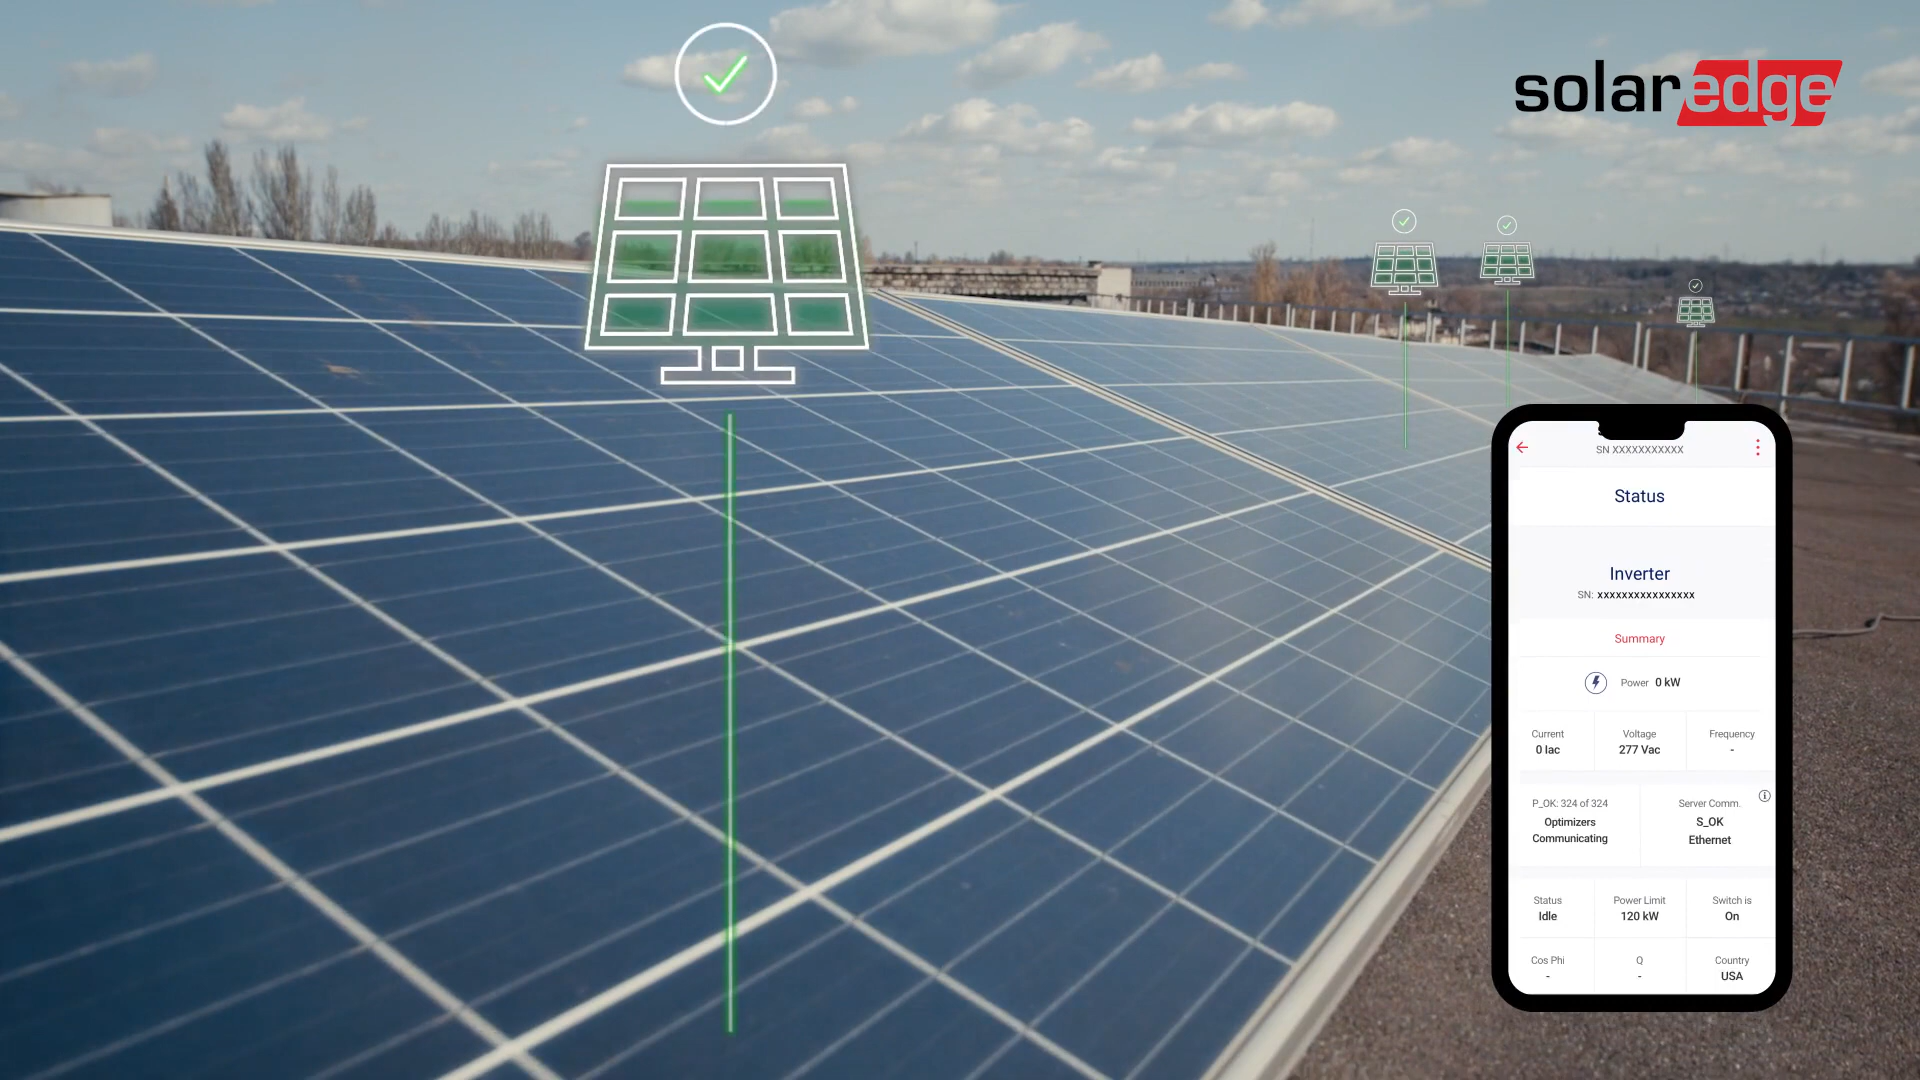 solaredge
SN XXXXXXXXXXX
Status
Inverter
SN: xxxxxxxxxxxxxxxx
Summary
Power 0 kW
Current Voltage Frequency
0 Iac 277 Vac -
P_OK: 324 of 324
Optimizers
Communicating
Server Comm.
S_OK
Ethernet
Status Power Limit Switch is
Idle 120 kW On
Cos Phi Q Country
- - USA